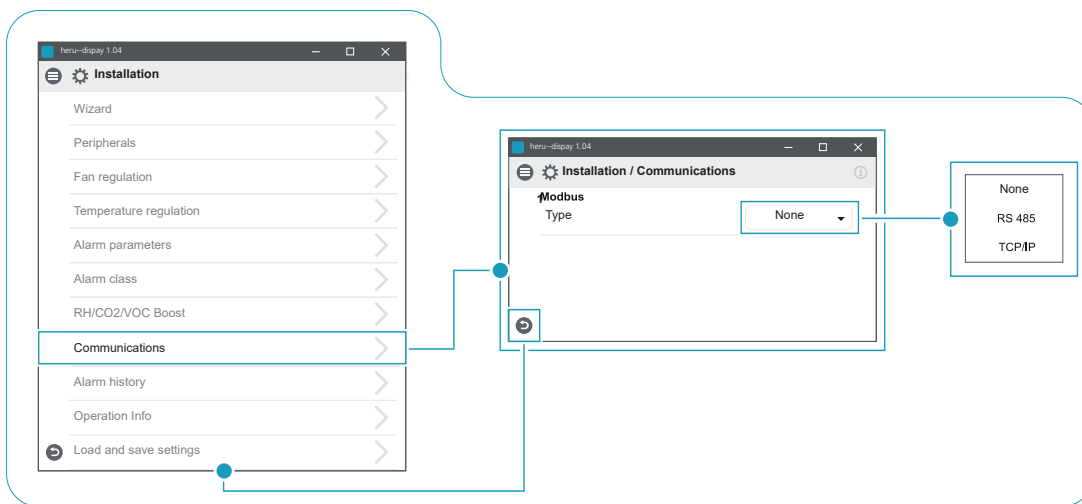 heru–dispay 1.04
Installation
Wizard
Peripherals
Fan regulation
Temperature regulation
Alarm parameters
Alarm class
RH/CO2/VOC Boost
Communications
Alarm history
Operation Info
Load and save settings
heru–dispay 1.04
Installation / Communications
Modbus
Type
None
None
RS 485
TCP/IP